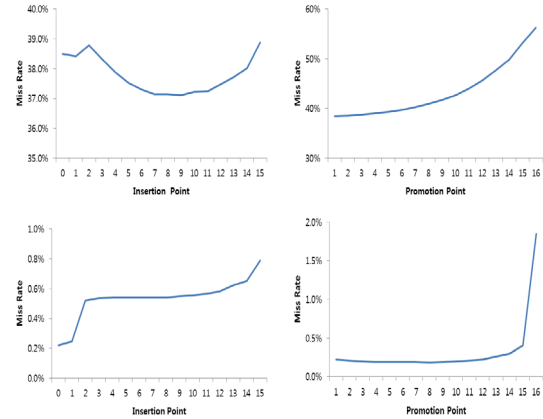 40.0%
39.0%
38.0%
37.0%
36.0%
35.0%
Miss Rate
0 1 2 3 4 5 6 7 8 9 10 11 12 13 14 15
Insertion Point
60%
50%
40%
30%
Miss Rate
1 2 3 4 5 6 7 8 9 10 11 12 13 14 15 16
Promotion Point
1.0%
0.8%
0.6%
0.4%
0.2%
0.0%
Miss Rate
0 1 2 3 4 5 6 7 8 9 10 11 12 13 14 15
Insertion Point
2.0%
1.5%
1.0%
0.5%
0.0%
Miss Rate
1 2 3 4 5 6 7 8 9 10 11 12 13 14 15 16
Promotion Point